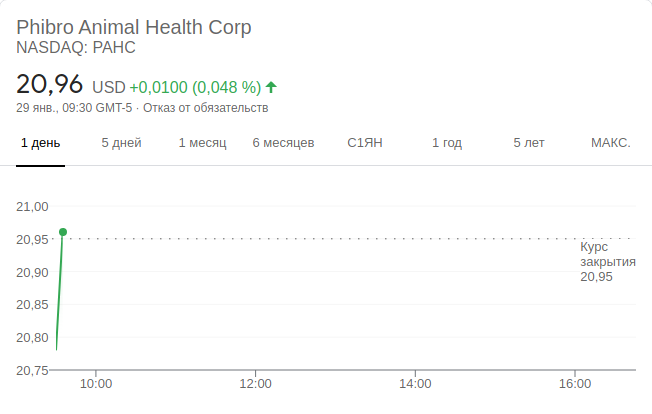 Phibro Animal Health Corp
NASDAQ: PAHC
20,96 USD +0,0100 (0,048 %)
29 янв., 09:30 GMT-5 · Отказ от обязательств
1 день 5 дней 1 месяц 6 месяцев С1ЯН 1 год 5 лет МАКС.
21,00
20,95
20,90
20,85
20,80
20,75
Курс
закрытия
20,95
10:00 12:00 14:00 16:00